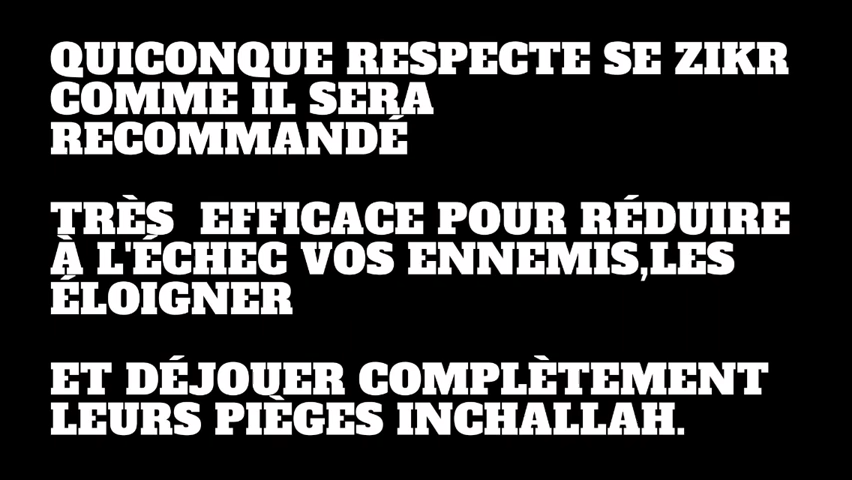 QUICONQUE RESPECTE SE ZIKR
COMME IL SERA
RECOMMANDÉ
TRÈS EFFICACE POUR RÉDUIRE
À L'ÉCHEC VOS ENNEMIS,LES
ÉLOIGNER
ET DÉJOUER COMPLÈTEMENT
LEURS PIÈGES INCHALLAH.